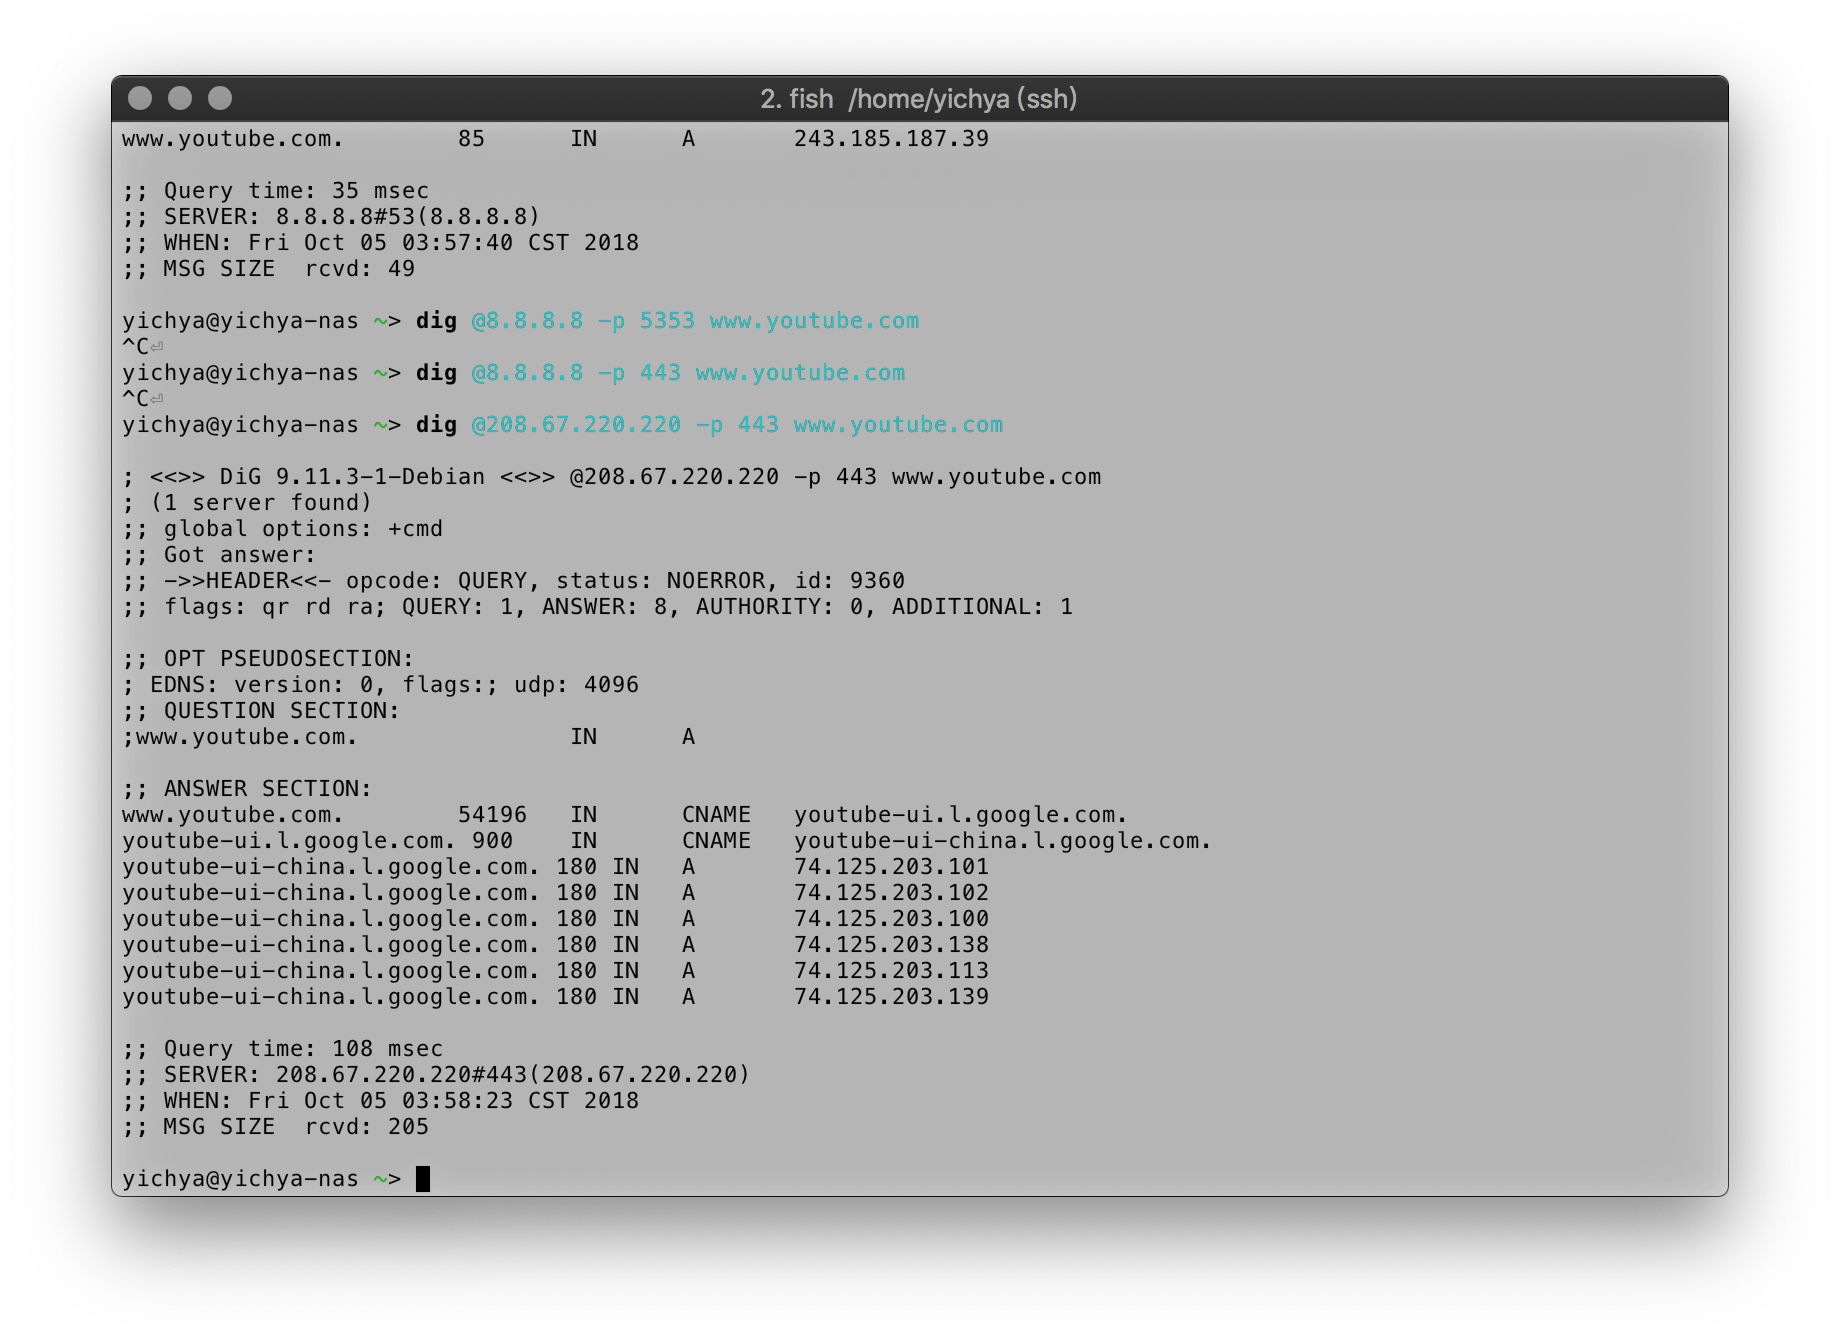 2. fish  /home/yichya (ssh)
www.youtube.com.        85      IN      A       243.185.187.39
;; Query time: 35 msec
;; SERVER: 8.8.8.8#53(8.8.8.8)
;; WHEN: Fri Oct 05 03:57:40 CST 2018
;; MSG SIZE  rcvd: 49
yichya@yichya-nas ~> dig @8.8.8.8 -p 5353 www.youtube.com
^C⏎
yichya@yichya-nas ~> dig @8.8.8.8 -p 443 www.youtube.com
^C⏎
yichya@yichya-nas ~> dig @208.67.220.220 -p 443 www.youtube.com
; <<>> DiG 9.11.3-1-Debian <<>> @208.67.220.220 -p 443 www.youtube.com
; (1 server found)
;; global options: +cmd
;; Got answer:
;; ->>HEADER<<- opcode: QUERY, status: NOERROR, id: 9360
;; flags: qr rd ra; QUERY: 1, ANSWER: 8, AUTHORITY: 0, ADDITIONAL: 1
;; OPT PSEUDOSECTION:
; EDNS: version: 0, flags:; udp: 4096
;; QUESTION SECTION:
;www.youtube.com.               IN      A
;; ANSWER SECTION:
www.youtube.com.        54196   IN      CNAME   youtube-ui.l.google.com.
youtube-ui.l.google.com. 900    IN      CNAME   youtube-ui-china.l.google.com.
youtube-ui-china.l.google.com. 180 IN   A       74.125.203.101
youtube-ui-china.l.google.com. 180 IN   A       74.125.203.102
youtube-ui-china.l.google.com. 180 IN   A       74.125.203.100
youtube-ui-china.l.google.com. 180 IN   A       74.125.203.138
youtube-ui-china.l.google.com. 180 IN   A       74.125.203.113
youtube-ui-china.l.google.com. 180 IN   A       74.125.203.139
;; Query time: 108 msec
;; SERVER: 208.67.220.220#443(208.67.220.220)
;; WHEN: Fri Oct 05 03:58:23 CST 2018
;; MSG SIZE  rcvd: 205
yichya@yichya-nas ~>